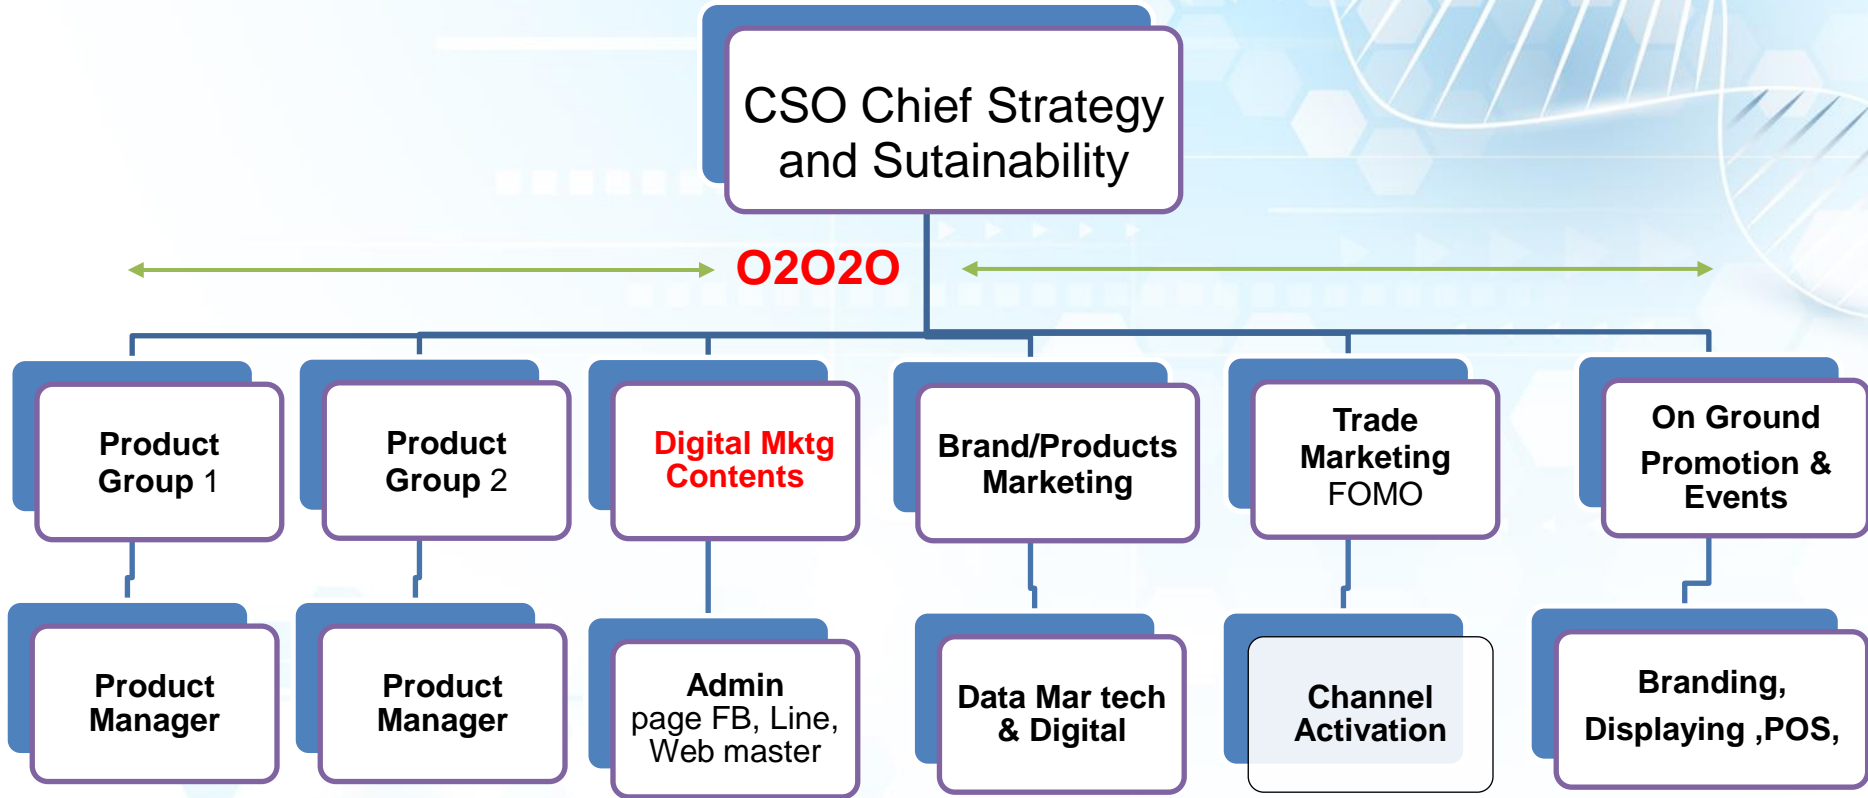 CSO Chief Strategy
and Sutainability
O2O2O
Product
Group 1
Product
Group 2
Digital Mktg
Contents
Brand/Products
Marketing
Trade
Marketing
FOMO
On Ground
Promotion &
Events
Product
Manager
Product
Manager
Admin
page FB, Line,
Web master
Data Mar tech
& Digital
Channel
Activation
Branding,
Displaying ,POS,